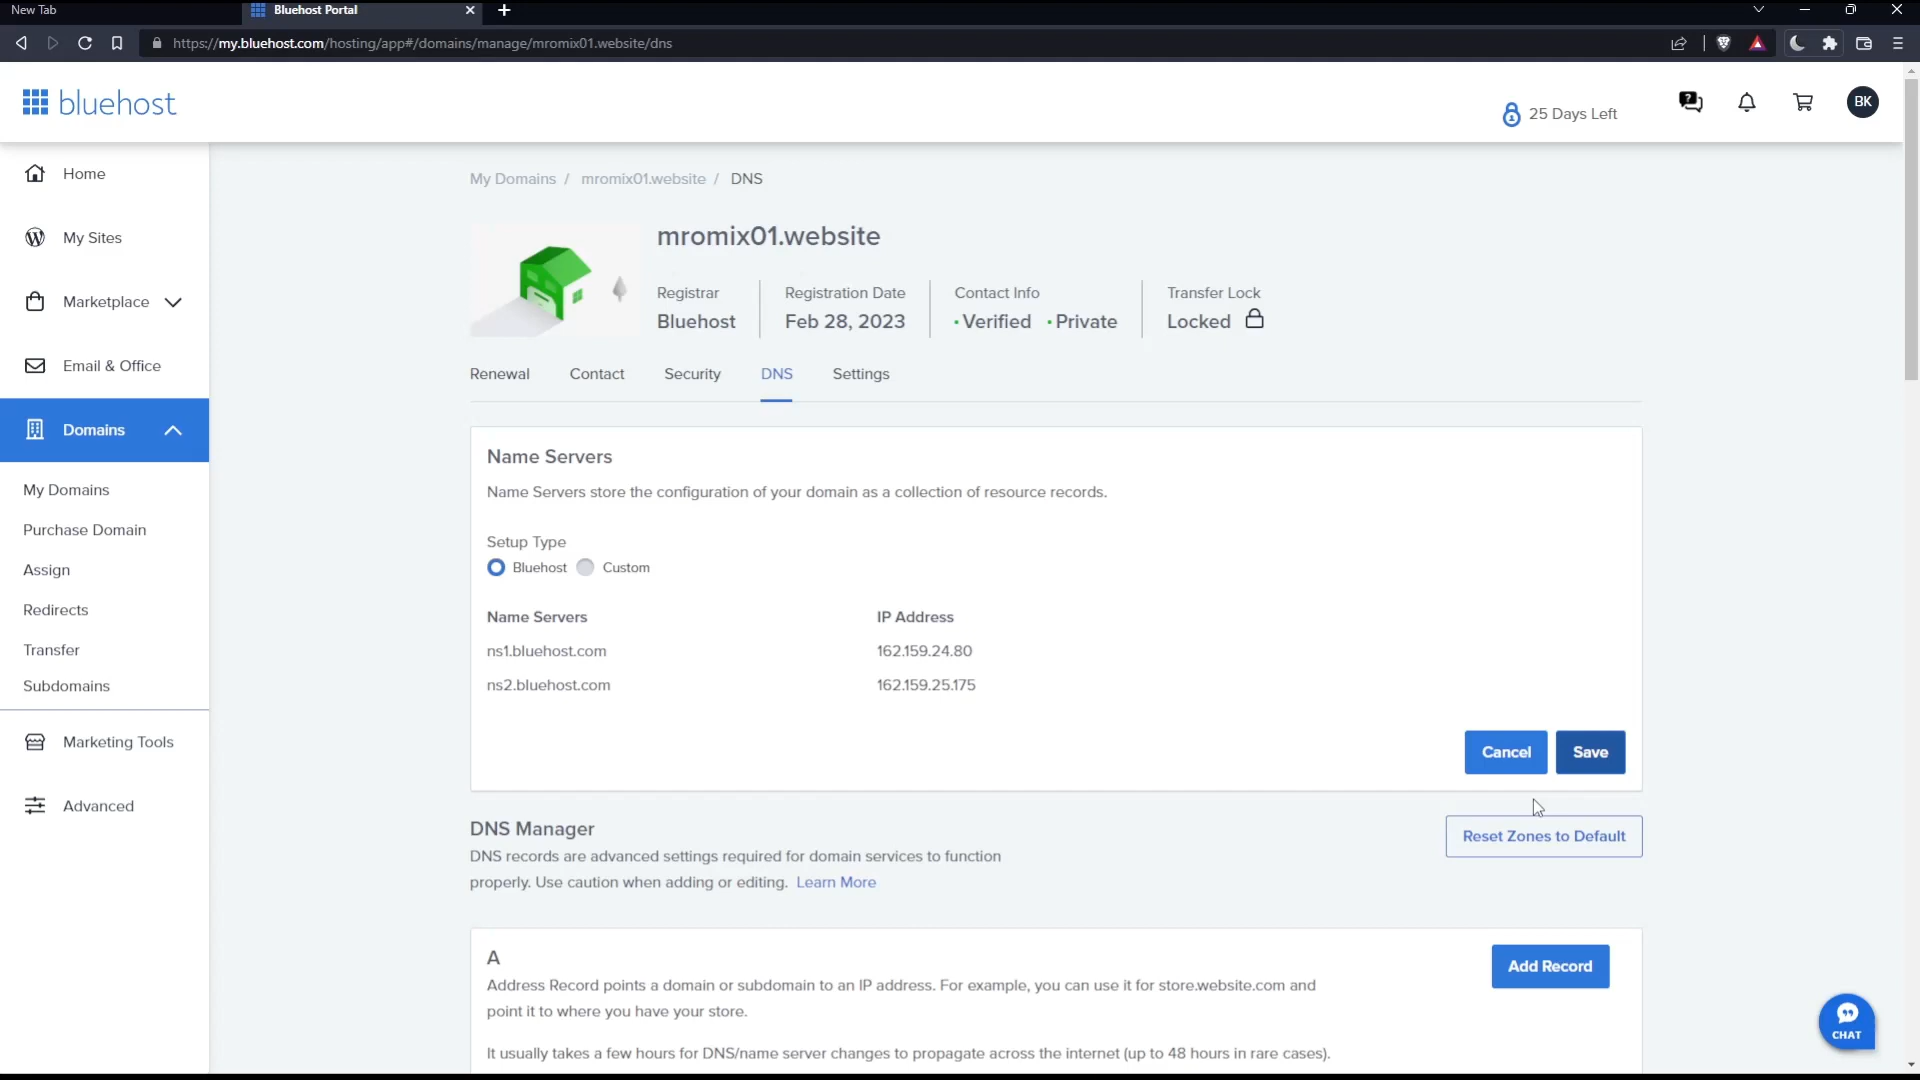 New Tab
Bluehost Portal
https://my.bluehost.com/hosting/app#/domains/manage/mromix01.website/dns
bluehost
25 Days Left
BK
Home
My Sites
Marketplace
Email & Office
Domains
My Domains
Purchase Domain
Assign
Redirects
Transfer
Subdomains
Marketing Tools
Advanced
My Domains / mromix01.website / DNS
mromix01.website
Registrar
Bluehost
Registration Date
Feb 28, 2023
Contact Info
Verified Private
Transfer Lock
Locked
Renewal Contact Security DNS Settings
Name Servers
Name Servers store the configuration of your domain as a collection of resource records.
Setup Type
Bluehost Custom
Name Servers IP Address
ns1.bluehost.com 162.159.24.80
ns2.bluehost.com 162.159.25.175
Cancel Save
DNS Manager
DNS records are advanced settings required for domain services to function
properly. Use caution when adding or editing. Learn More
Reset Zones to Default
A
Add Record
Address Record points a domain or subdomain to an IP address. For example, you can use it for store.website.com and
point it to where you have your store.
It usually takes a few hours for DNS/name server changes to propagate across the internet (up to 48 hours in rare cases).
CHAT